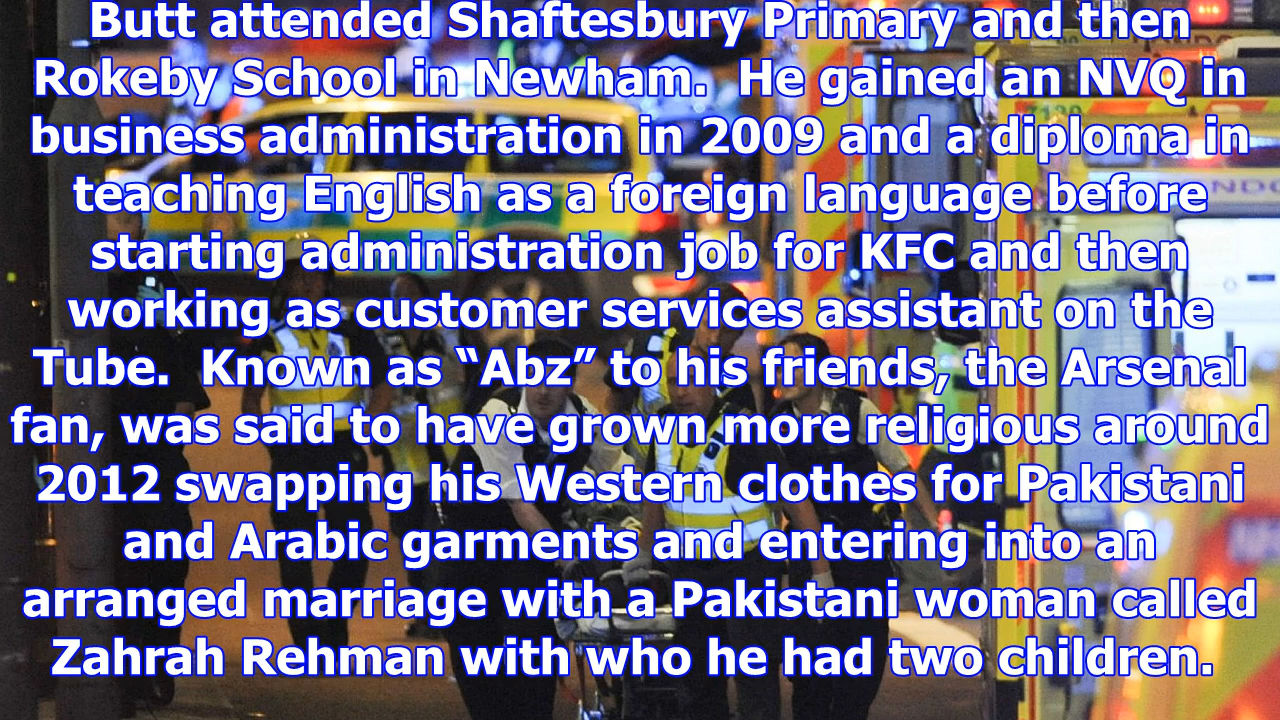 Butt attended Shaftesbury Primary and then
Rokeby School in Newham.  He gained an NVQ in
business administration in 2009 and a diploma in
teaching English as a foreign language before
starting administration job for KFC and then
working as customer services assistant on the
Tube.  Known as “Abz” to his friends, the Arsenal
fan, was said to have grown more religious around
2012 swapping his Western clothes for Pakistani
and Arabic garments and entering into an
arranged marriage with a Pakistani woman called
Zahrah Rehman with who he had two children.